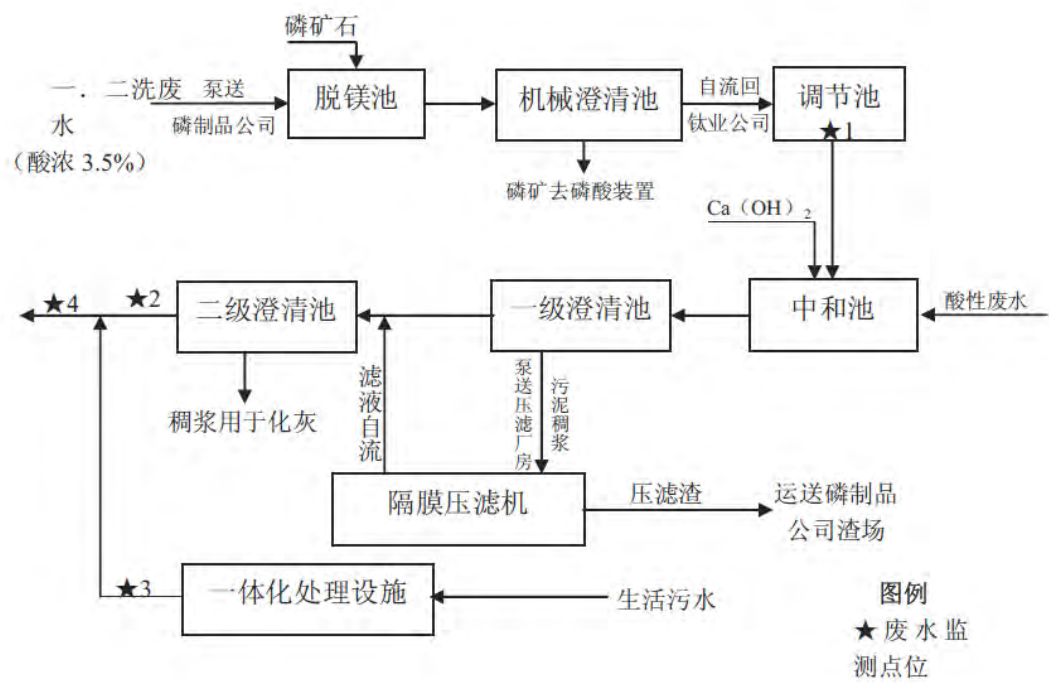 磷矿石
一．二洗废
水
（酸浓 3.5%）
泵送
磷制品公司
脱镁池
机械澄清池
自流回
钛业公司
调节池
★1
磷矿去磷酸装置
Ca（OH）₂
★4
★2
二级澄清池
一级澄清池
中和池
酸性废水
稠浆用于化灰
滤液自流
泵送压滤厂房
污泥稠浆
隔膜压滤机
压滤渣
运送磷制品
公司渣场
★3
一体化处理设施
生活污水
图例
★废水监
测点位